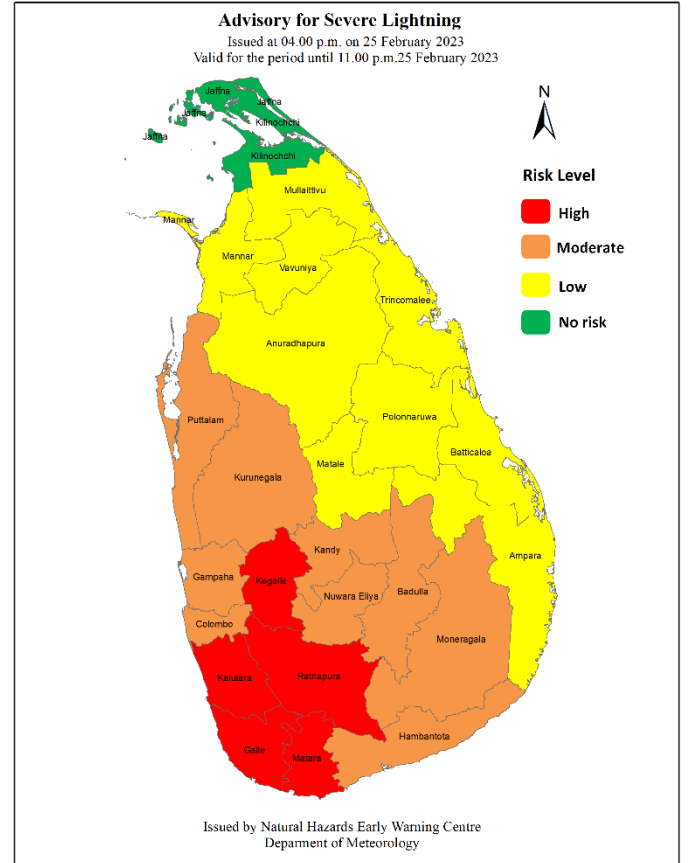 Advisory for Severe Lightning
Issued at 04.00 p.m. on 25 February 2023
Valid for the period until 11.00 p.m.25 February 2023
N
Jaffna
Jaffna
Jaffna
Kilinochchi
Jaffna
Kilinochchi
Risk Level
Mullaittivu
High
Mannar
Moderate
Mannar
Vavuniya
Low
Trincomalee
No risk
Anuradhapura
Polonnaruwa
Puttalam
Batticaloa
Matale
Kurunegala
Kandy
Ampara
Gampaha
Kegalle
Badulla
Nuwara Eliya
Colombo
Moneragala
Kalutara
Ratnapura
Hambantota
Galle
Matara
Issued by Natural Hazards Early Warning Centre
Deparment of Meteorology